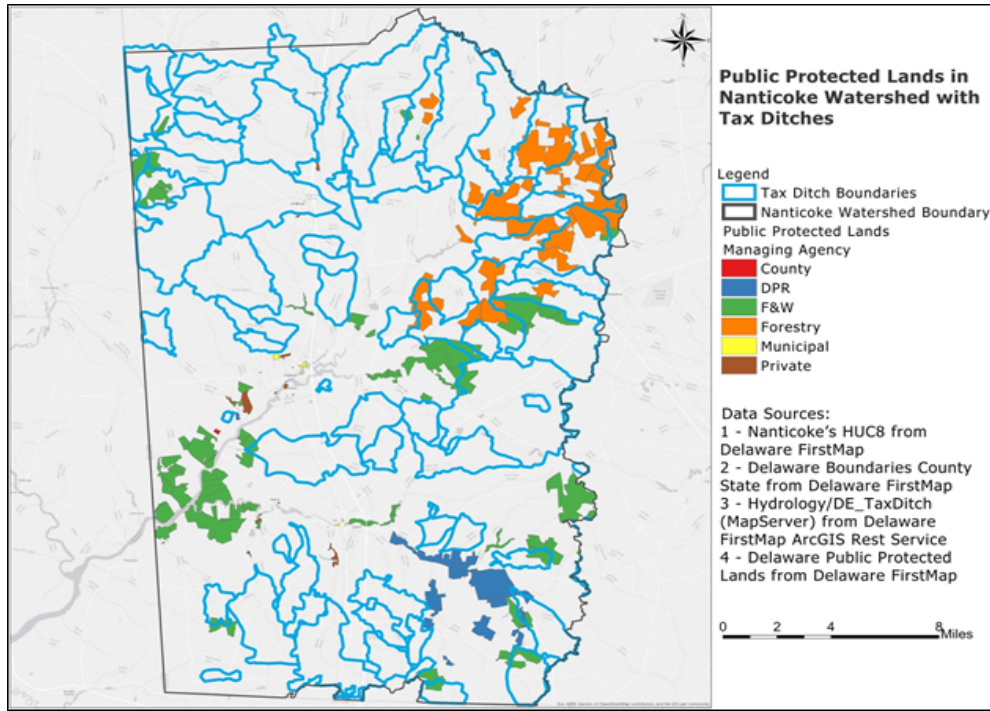 Public Protected Lands in
Nanticoke Watershed with
Tax Ditches
Legend
Tax Ditch Boundaries
Nanticoke Watershed Boundary
Public Protected Lands
Managing Agency
County
DPR
F&W
Forestry
Municipal
Private
Data Sources:
1 - Nanticoke's HUC8 from
Delaware FirstMap
2 - Delaware Boundaries County
State from Delaware FirstMap
3 - Hydrology/DE_TaxDitch
(MapServer) from Delaware
FirstMap ArcGIS Rest Service
4 - Delaware Public Protected
Lands from Delaware FirstMap
0 2 4 8
Miles